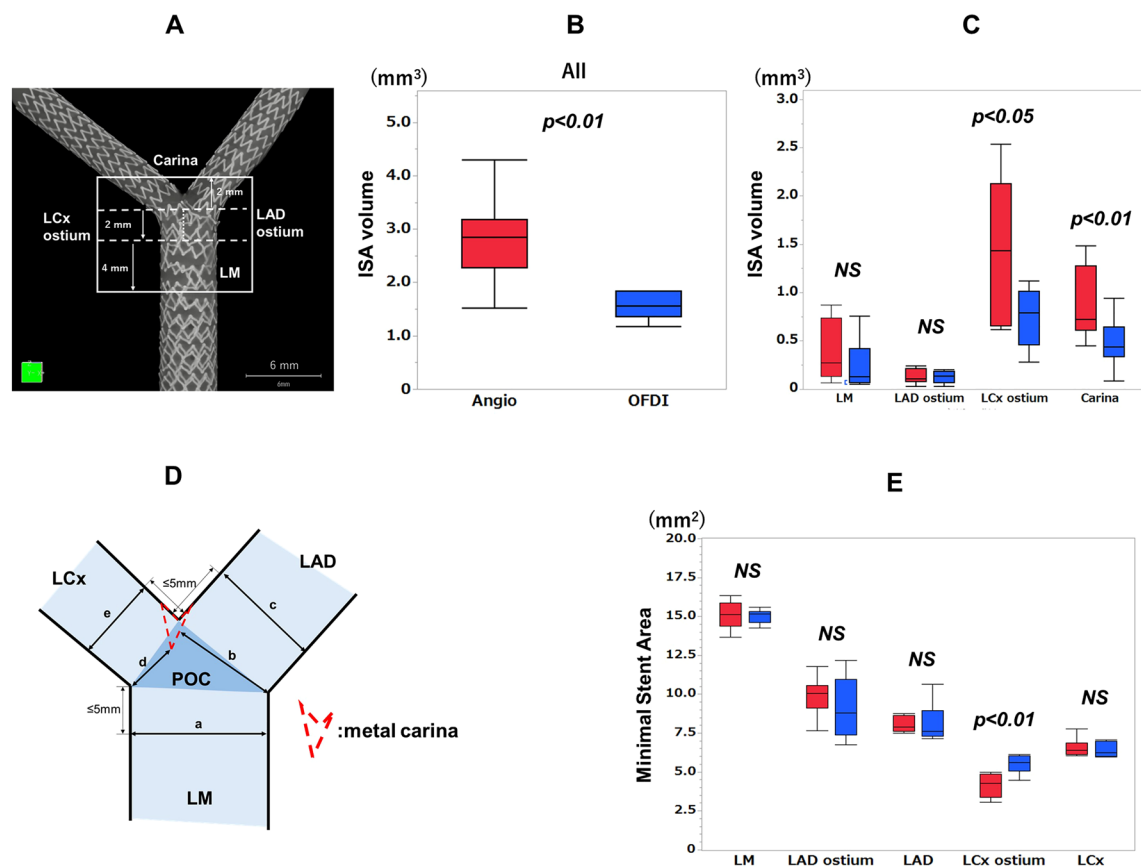 A
B
C
Carina
2 mm
LCx
ostium
2 mm
LAD
ostium
4 mm
LM
6 mm
6mm
(mm³)
All
ISA volume
5.0
4.0
3.0
2.0
1.0
0
p<0.01
Angio
OFDI
(mm³)
ISA volume
3.0
2.5
2.0
1.5
1.0
0.5
0
NS
NS
p<0.05
p<0.01
LM
LAD ostium
LCx ostium
Carina
D
LCx
LAD
≤5mm
e
c
d
b
POC
≤5mm
a
:metal carina
LM
E
(mm²)
Minimal Stent Area
20.0
17.5
15.0
12.5
10.0
7.5
5.0
2.5
0
NS
NS
NS
p<0.01
NS
LM
LAD ostium
LAD
LCx ostium
LCx